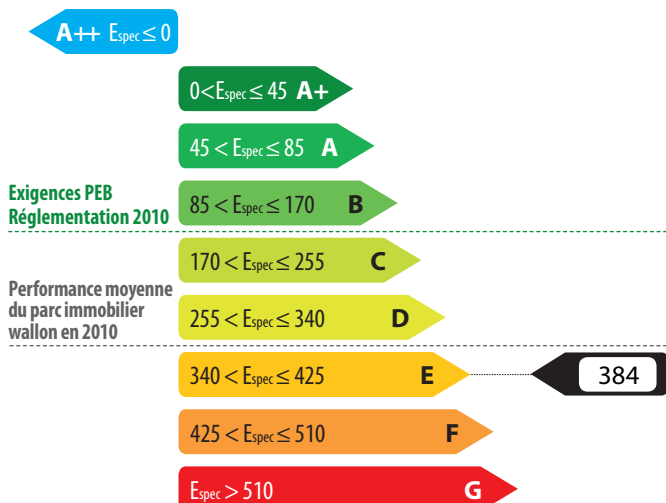 A++ Espec ≤ 0
0<Espec ≤ 45 A+
45 < Espec ≤ 85 A
Exigences PEB
Réglementation 2010
85 < Espec ≤ 170 B
170 < Espec ≤ 255 C
Performance moyenne
du parc immobilier
wallon en 2010
255 < Espec ≤ 340 D
340 < Espec ≤ 425 E 384
425 < Espec ≤ 510 F
Espec > 510 G